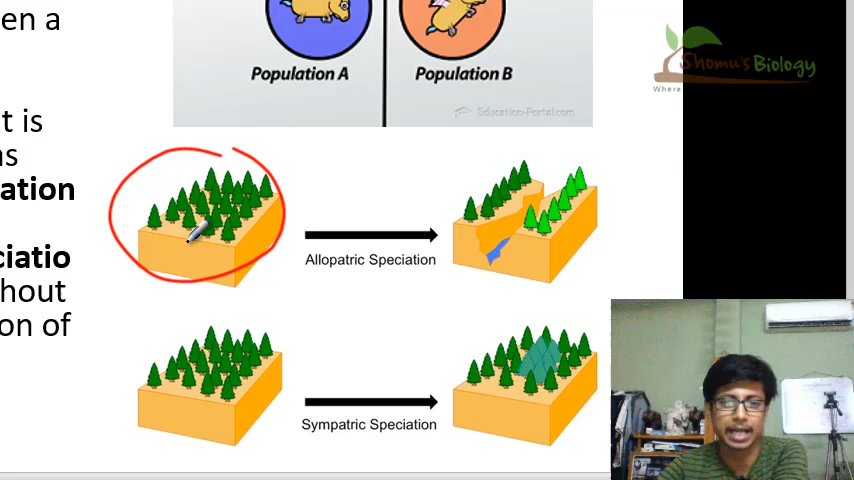 en a
Population A
Population B
Education-Portal.com
Shomu's Biology
Where
t is
ns
ation
ciatio
hout
on of
Allopatric Speciation
Sympatric Speciation